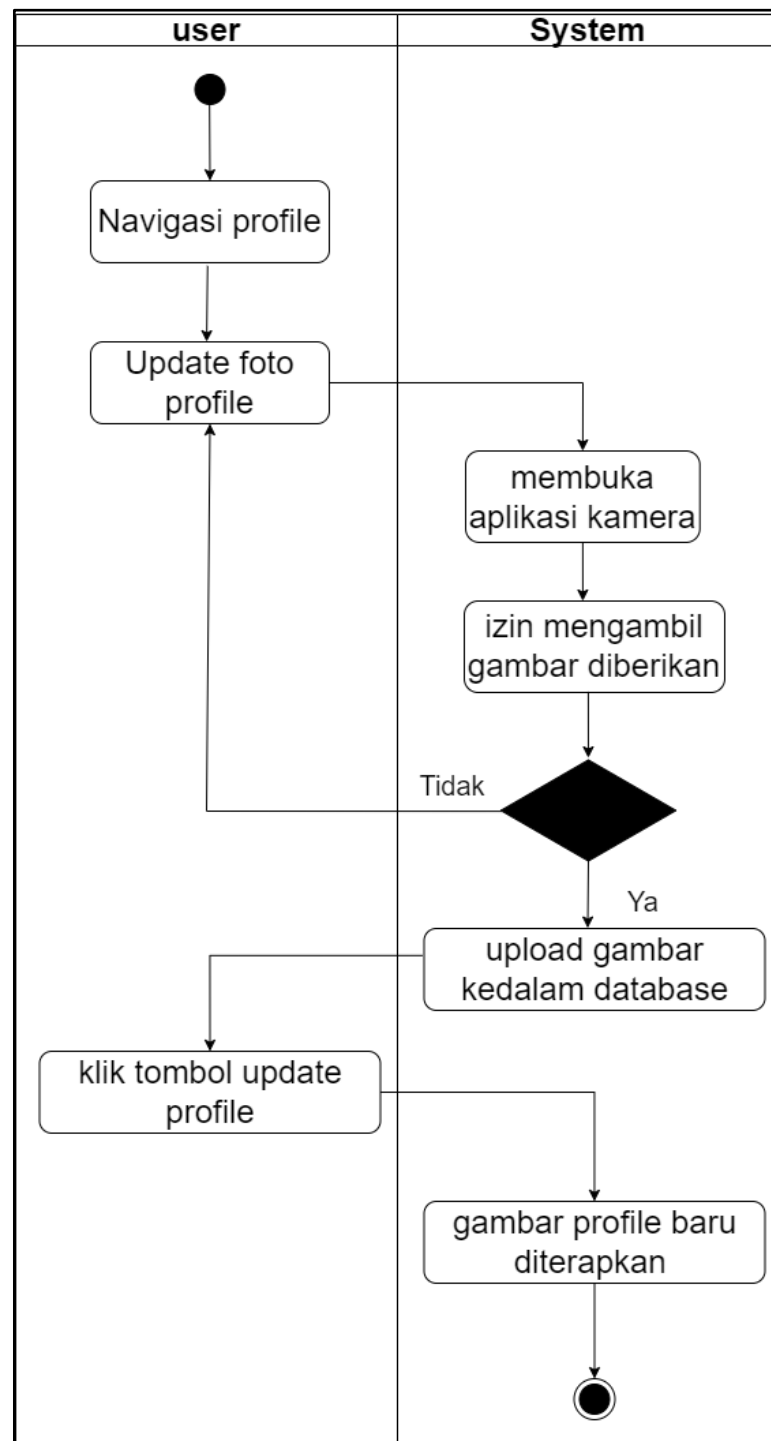 user
System
Navigasi profile
Update foto
profile
membuka
aplikasi kamera
izin mengambil
gambar diberikan
Tidak
Ya
upload gambar
kedalam database
klik tombol update
profile
gambar profile baru
diterapkan